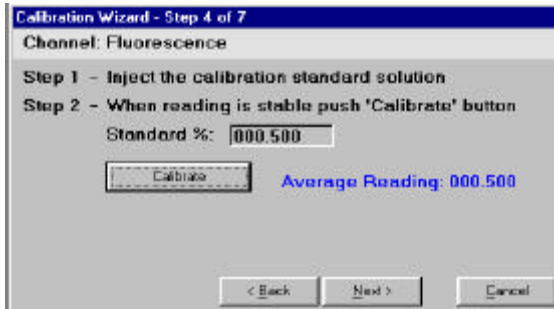 Calibration Wizard - Step 4 of 7
Channel: Fluorescence
Step 1 - Inject the calibration standard solution
Step 2 - When reading is stable push 'Calibrate' button
Standard %: 000.500
Calibrate Average Reading: 000.500
< Back Next > Cancel